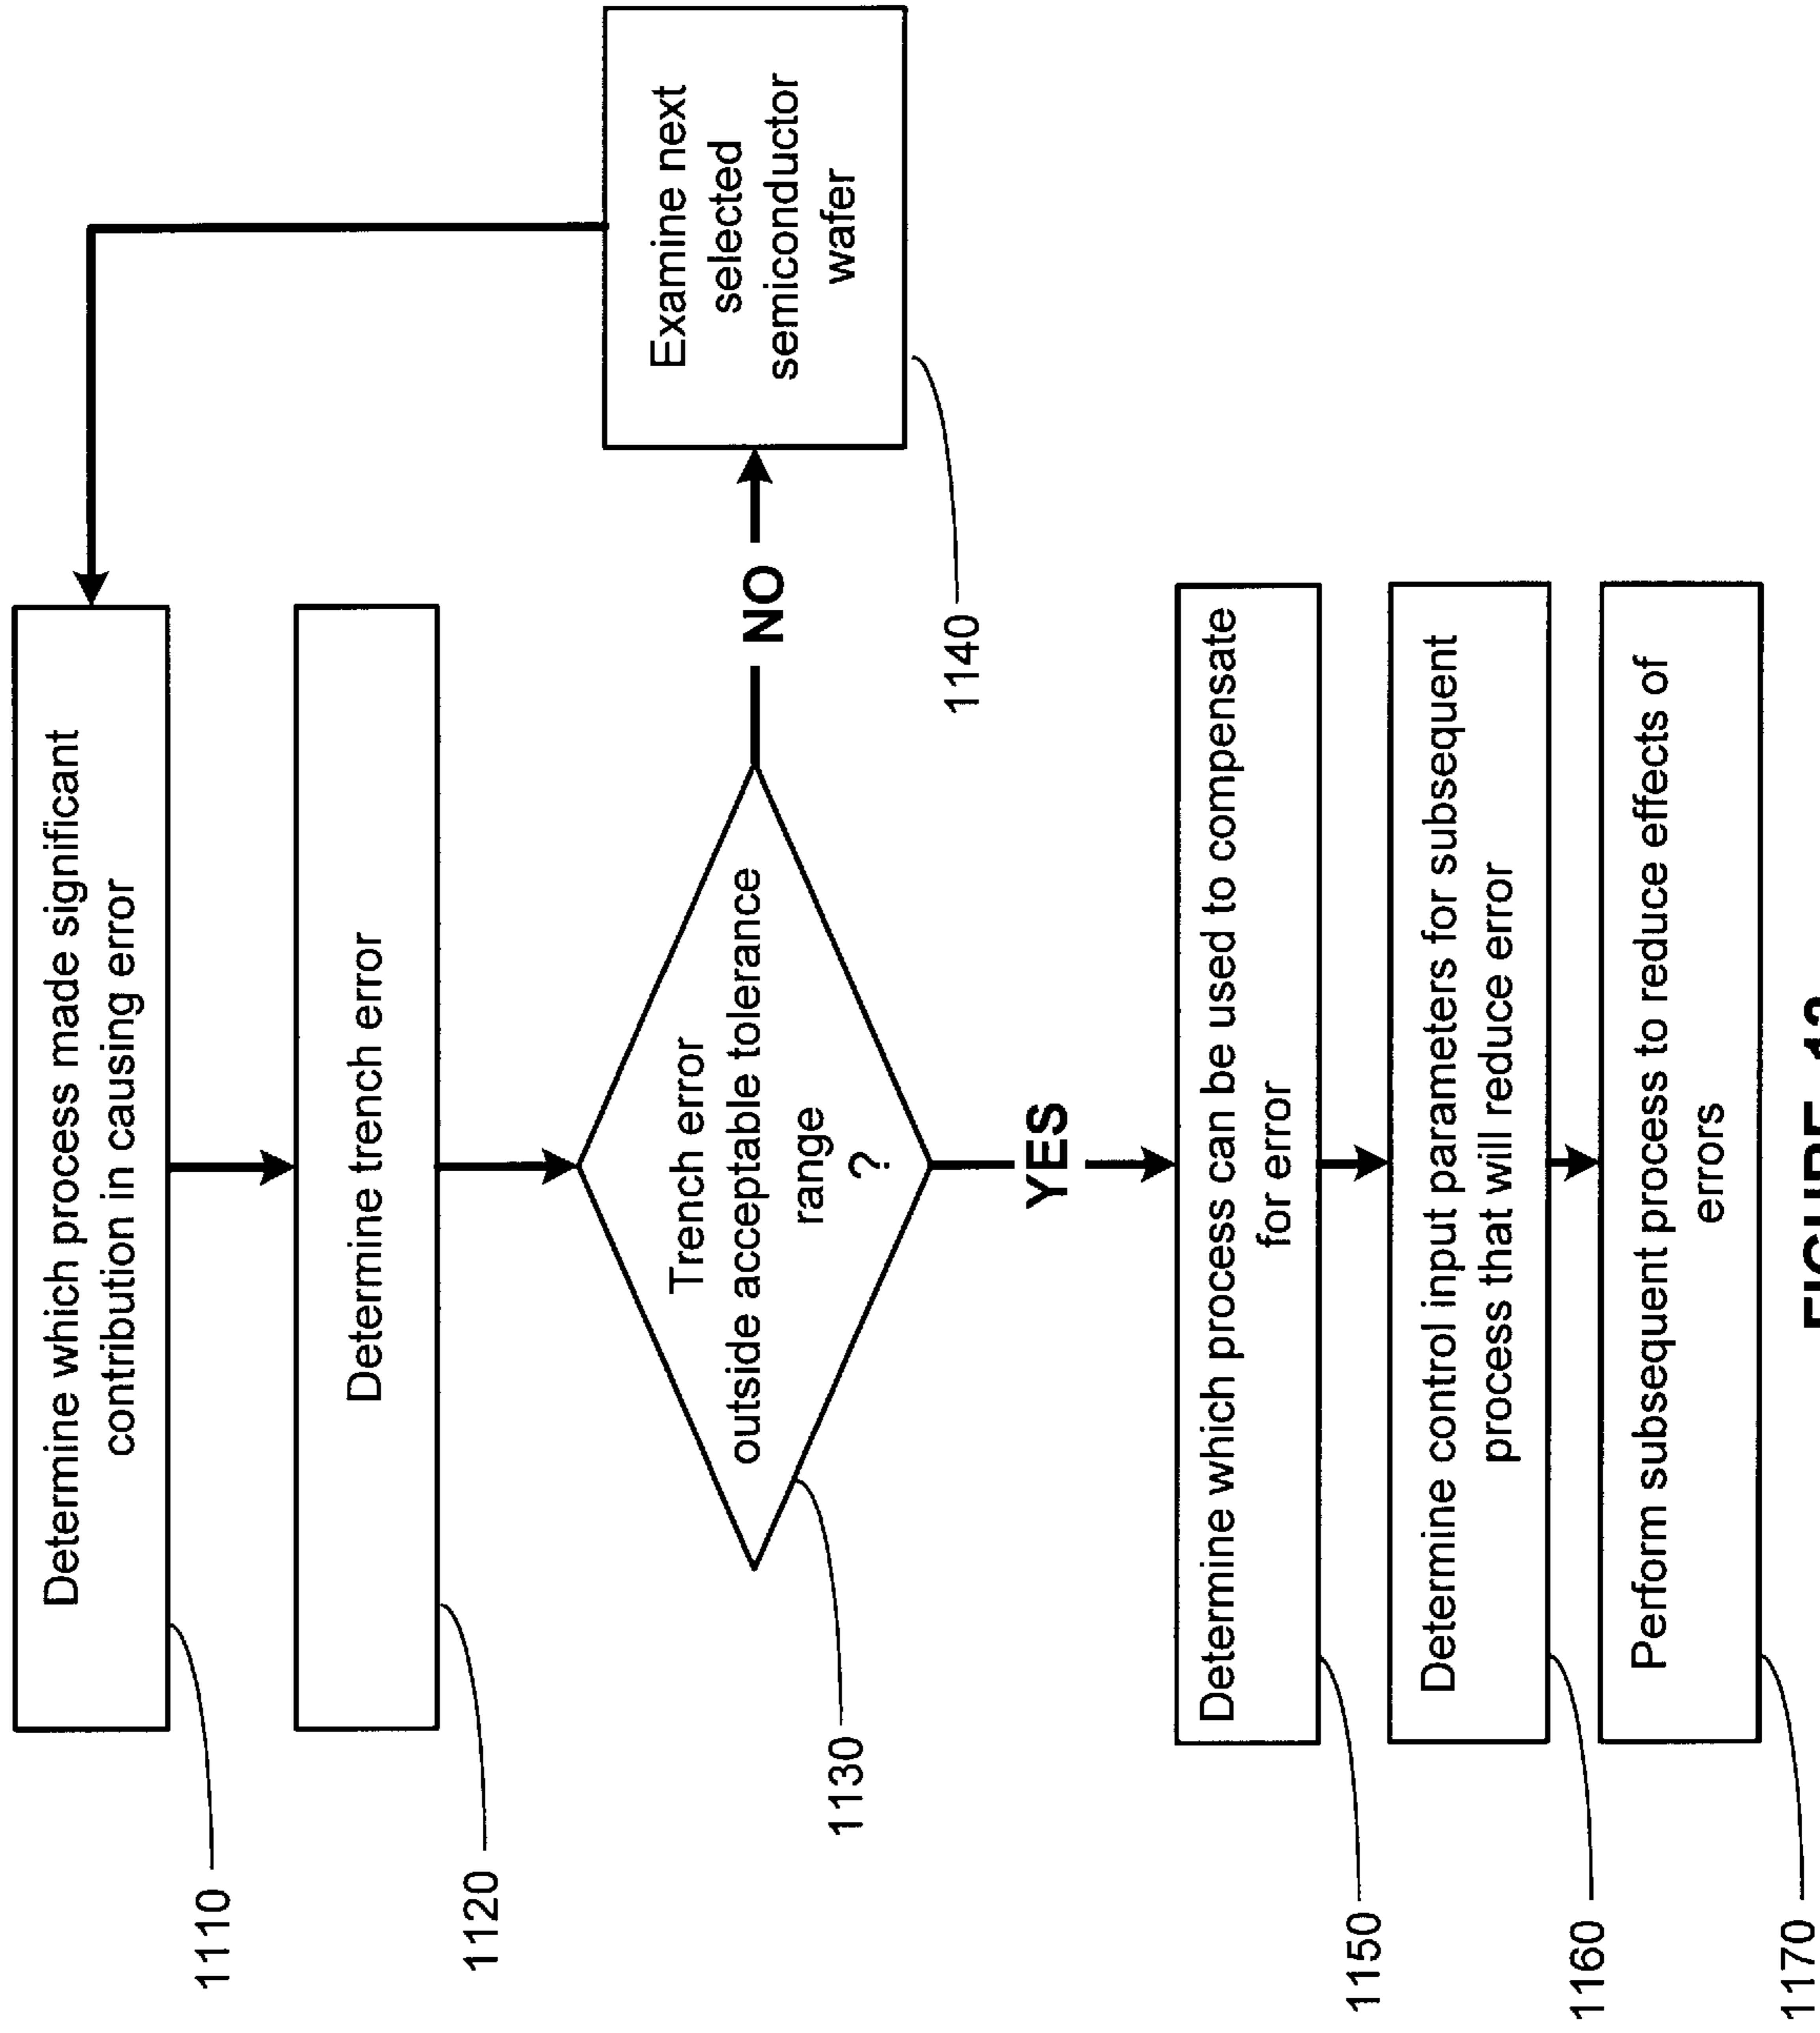 Determine which process made significant
contribution in causing error
1110
Determine trench error
1120
Trench error
outside acceptable tolerance
range
?
1130
NO
Examine next
selected
semiconductor
wafer
1140
YES
Determine which process can be used to compensate
for error
1150
Determine control input parameters for subsequent
process that will reduce error
1160
Perform subsequent process to reduce effects of
errors
1170
FIGURE